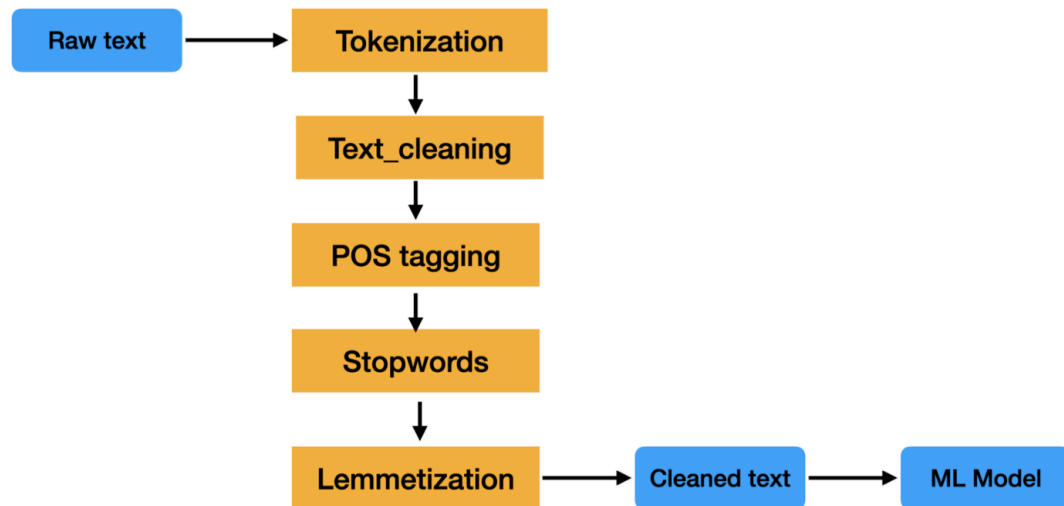 Raw text
Tokenization
Text_cleaning
POS tagging
Stopwords
Lemmetization
Cleaned text
ML Model